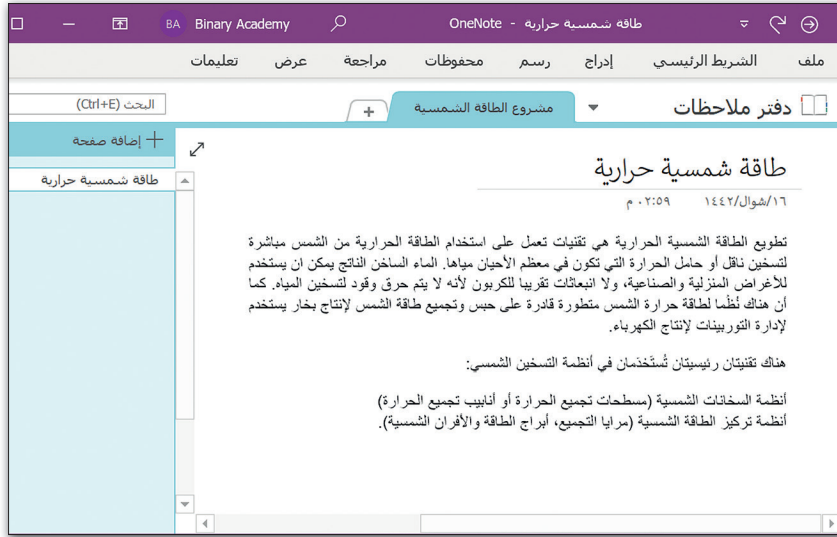 طاقة شمسية حرارية - OneNote
Binary Academy
BA
ملف الشريط الرئيسي إدراج رسم محفوظات مراجعة عرض تعليمات
دفتر ملاحظات
مشروع الطاقة الشمسية
+
البحث (Ctrl+E)
+ إضافة صفحة
طاقة شمسية حرارية
طاقة شمسية حرارية
١٦/شوال/١٤٤٢ ٠٢:٥٩ م
تطويع الطاقة الشمسية الحرارية هي تقنيات تعمل على استخدام الطاقة الحرارية من الشمس مباشرة
لتسخين ناقل أو حامل الحرارة التي تكون في معظم الأحيان مياها. الماء الساخن الناتج يمكن ان يستخدم
للأغراض المنزلية والصناعية، ولا انبعاثات تقريبا للكربون لأنه لا يتم حرق وقود لتسخين المياه. كما
أن هناك نُظُما لطاقة حرارة الشمس متطورة قادرة على حبس وتجميع طاقة الشمس لإنتاج بخار يستخدم
لإدارة التوربينات لإنتاج الكهرباء.
هناك تقنيتان رئيسيتان تُستَخدَمان في أنظمة التسخين الشمسي:
أنظمة السخانات الشمسية (مسطحات تجميع الحرارة أو أنابيب تجميع الحرارة)
أنظمة تركيز الطاقة الشمسية (مرايا التجميع، أبراج الطاقة والأفران الشمسية).